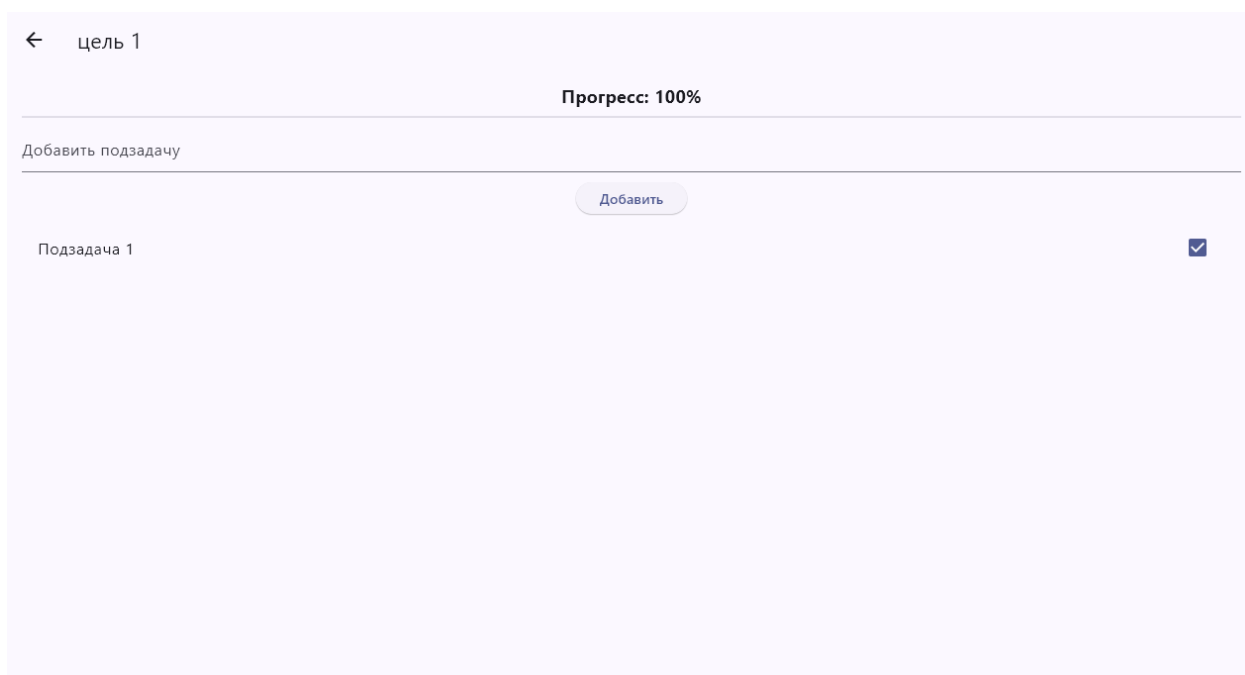 цель 1
Прогресс: 100%
Добавить подзадачу
Добавить
Подзадача 1